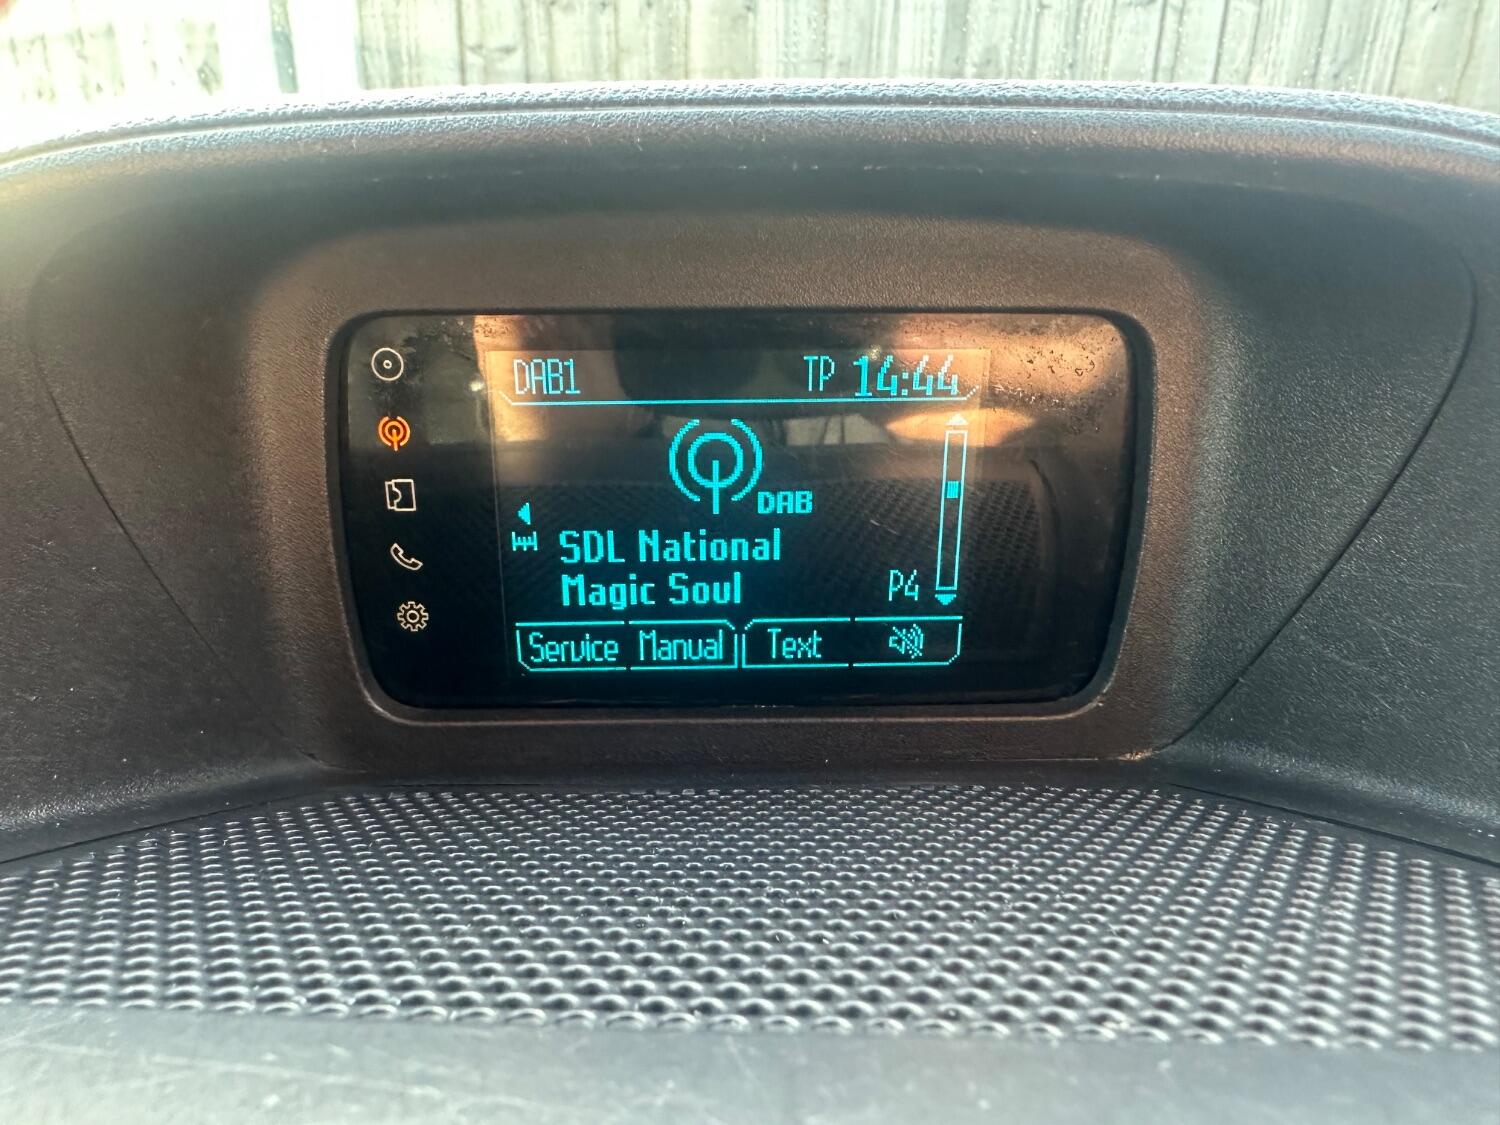 DAB1 TP 14:44
DAB
SDL National
Magic Soul P4
Service Manual Text